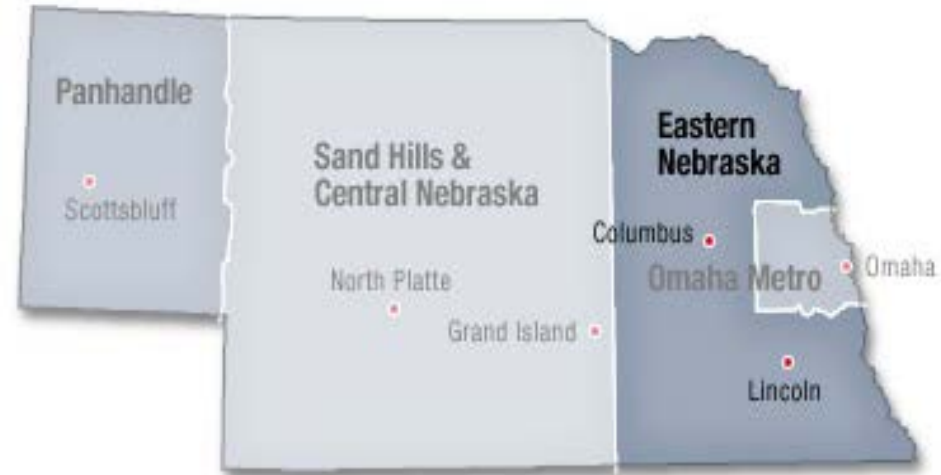 Panhandle
Scottsbluff
Sand Hills &
Central Nebraska
North Platte
Grand Island
Eastern
Nebraska
Columbus
Omaha Metro
Omaha
Lincoln